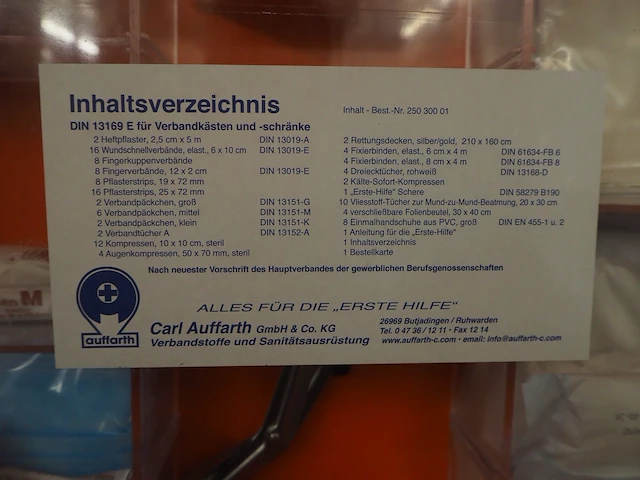 Inhaltsverzeichnis
Inhalt - Best.-Nr. 250 300 01
DIN 13169 E für Verbandkästen und -schränke
2 Heftpflaster, 2,5 cm x 5 m DIN 13019-A
16 Wundschnellverbände, elast., 6 x 10 cm DIN 13019-E
8 Fingerkuppenverbände
8 Fingerverbände, 12 x 2 cm DIN 13019-E
8 Pflasterstrips, 19 x 72 mm
16 Pflasterstrips, 25 x 72 mm
2 Verbandpäckchen, groß DIN 13151-G
6 Verbandpäckchen, mittel DIN 13151-M
2 Verbandpäckchen, klein DIN 13151-K
2 Verbandtücher A DIN 13152-A
12 Kompressen, 10 x 10 cm, steril
4 Augenkompressen, 50 x 70 mm, steril
2 Rettungsdecken, silber/gold, 210 x 160 cm
4 Fixierbinden, elast., 6 cm x 4 m DIN 61634-FB 6
4 Fixierbinden, elast., 8 cm x 4 m DIN 61634-FB 8
4 Dreiecktücher, rohweiß DIN 13168-D
2 Kälte-Sofort-Kompressen
1 „Erste-Hilfe“ Schere DIN 58279 B190
10 Vliesstoff-Tücher zur Mund-zu-Mund-Beatmung, 20 x 30 cm
4 verschließbare Folienbeutel, 30 x 40 cm
8 Einmalhandschuhe aus PVC, groß DIN EN 455-1 u. 2
1 Anleitung für die „Erste-Hilfe“
1 Inhaltsverzeichnis
1 Bestellkarte
Nach neuester Vorschrift des Hauptverbandes der gewerblichen Berufsgenossenschaften
ALLES FÜR DIE „ERSTE HILFE“
auffarth
Carl Auffarth GmbH & Co. KG
Verbandstoffe und Sanitätsausrüstung
26969 Butjadingen / Ruhwarden
Tel. 0 47 36 / 12 11 · Fax 12 14
www.auffarth-c.com · email: info@auffarth-c.com
M